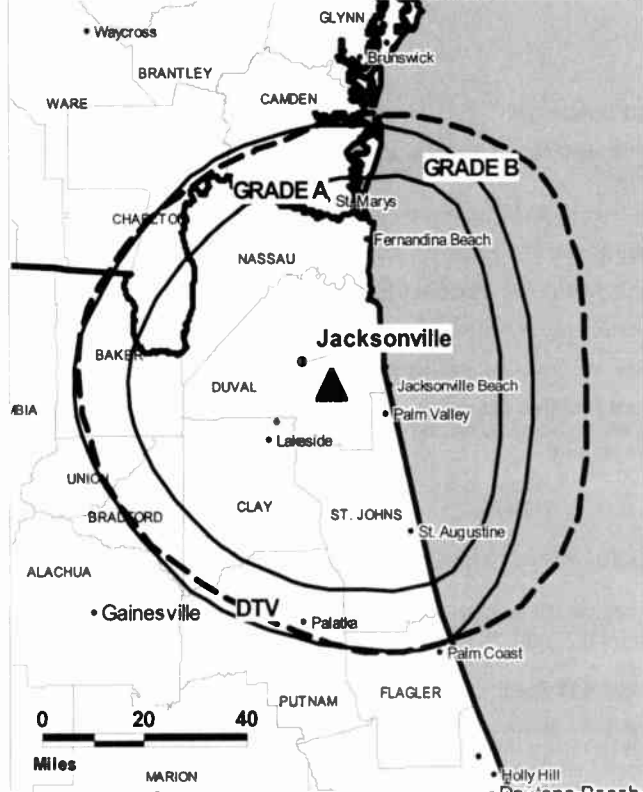 GLYNN
Waycross
Brunswick
BRANTLEY
WARE
CAMDEN
GRADE B
GRADE A
St. Marys
CHARLTON
Fernandina Beach
NASSAU
Jacksonville
BAKER
DUVAL
Jacksonville Beach
Palm Valley
Lakeside
UNION
CLAY
ST. JOHNS
BRADFORD
St. Augustine
ALACHUA
DTV
Gainesville
Palatka
Palm Coast
FLAGLER
PUTNAM
0 20 40
Miles
MARION
Holly Hill